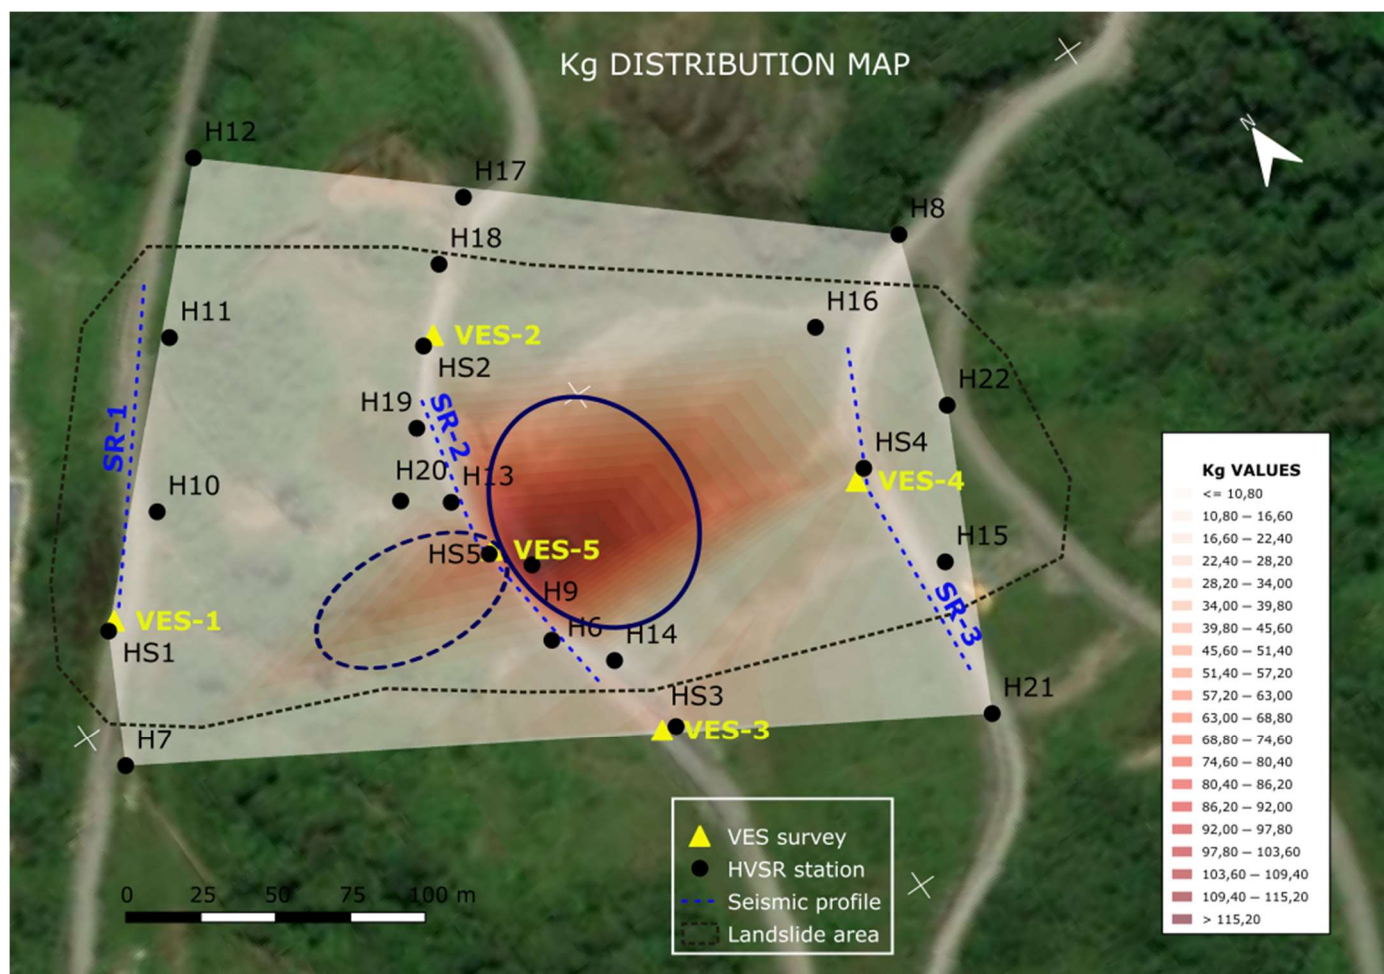 Kg DISTRIBUTION MAP
N
H12
H17
H8
H18
H16
H11
VES-2
HS2
H22
SR-1
H19
SR-2
HS4
H20
H13
VES-4
H10
HS5
VES-5
H15
H9
SR-3
VES-1
HS1
H6
H14
HS3
H21
VES-3
H7
0 25 50 75 100 m
VES survey
HVSR station
Seismic profile
Landslide area
Kg VALUES
<= 10,80
10,80 — 16,60
16,60 — 22,40
22,40 — 28,20
28,20 — 34,00
34,00 — 39,80
39,80 — 45,60
45,60 — 51,40
51,40 — 57,20
57,20 — 63,00
63,00 — 68,80
68,80 — 74,60
74,60 — 80,40
80,40 — 86,20
86,20 — 92,00
92,00 — 97,80
97,80 — 103,60
103,60 — 109,40
109,40 — 115,20
> 115,20